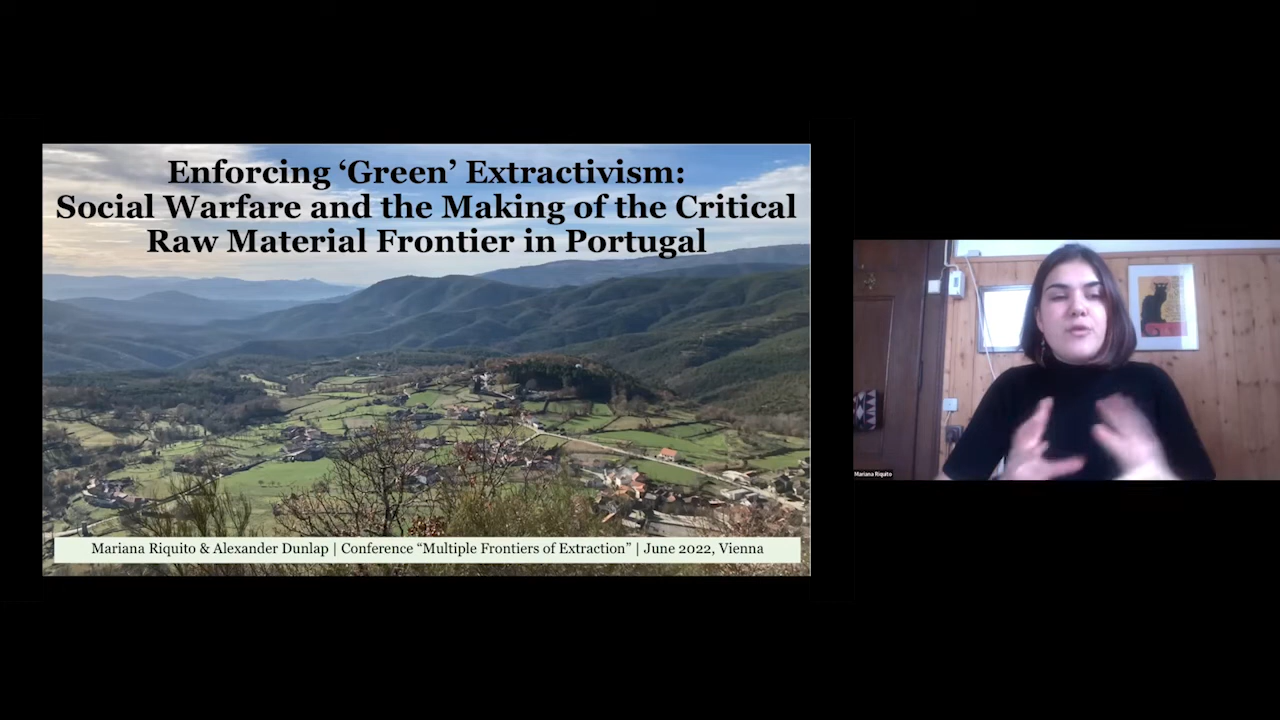 Enforcing ‘Green’ Extractivism:
Social Warfare and the Making of the Critical
Raw Material Frontier in Portugal
Mariana Riquito & Alexander Dunlap | Conference “Multiple Frontiers of Extraction” | June 2022, Vienna
Mariana Riquito